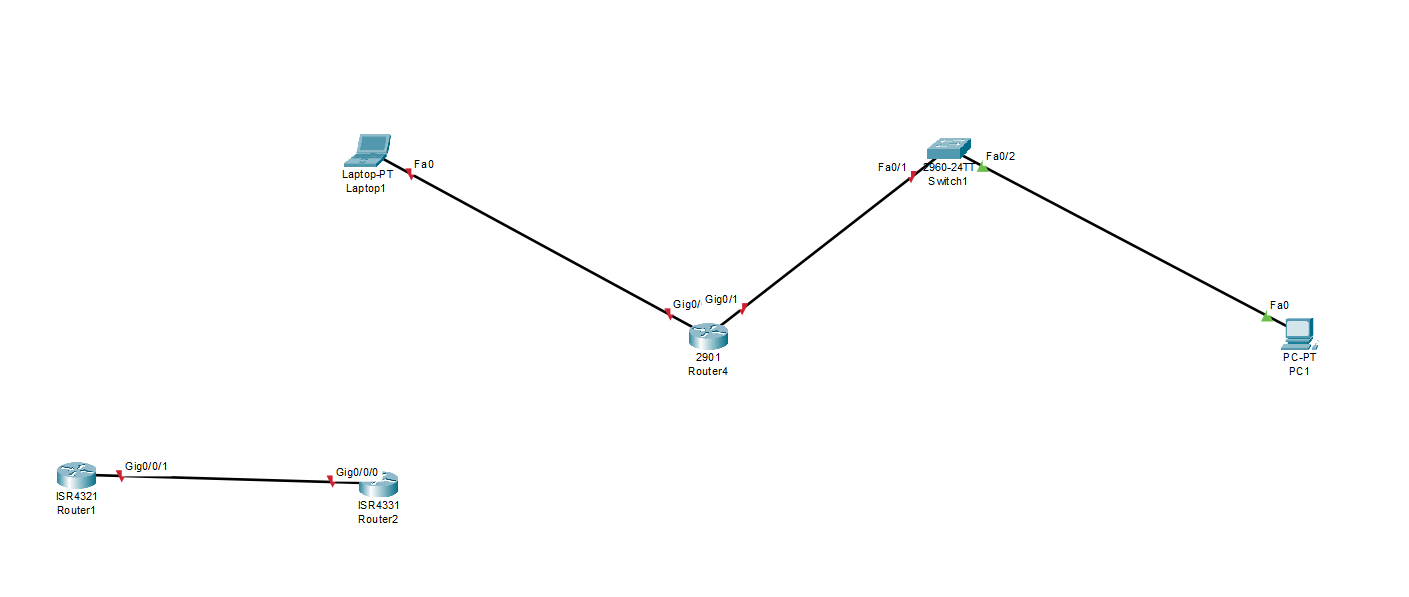 Fa0
Laptop-PT
Laptop1
Fa0/1
Fa0/2
2960-24TT
Switch1
Gig0/
Gig0/1
2901
Router4
Fa0
PC-PT
PC1
Gig0/0/1
ISR4321
Router1
Gig0/0/0
ISR4331
Router2